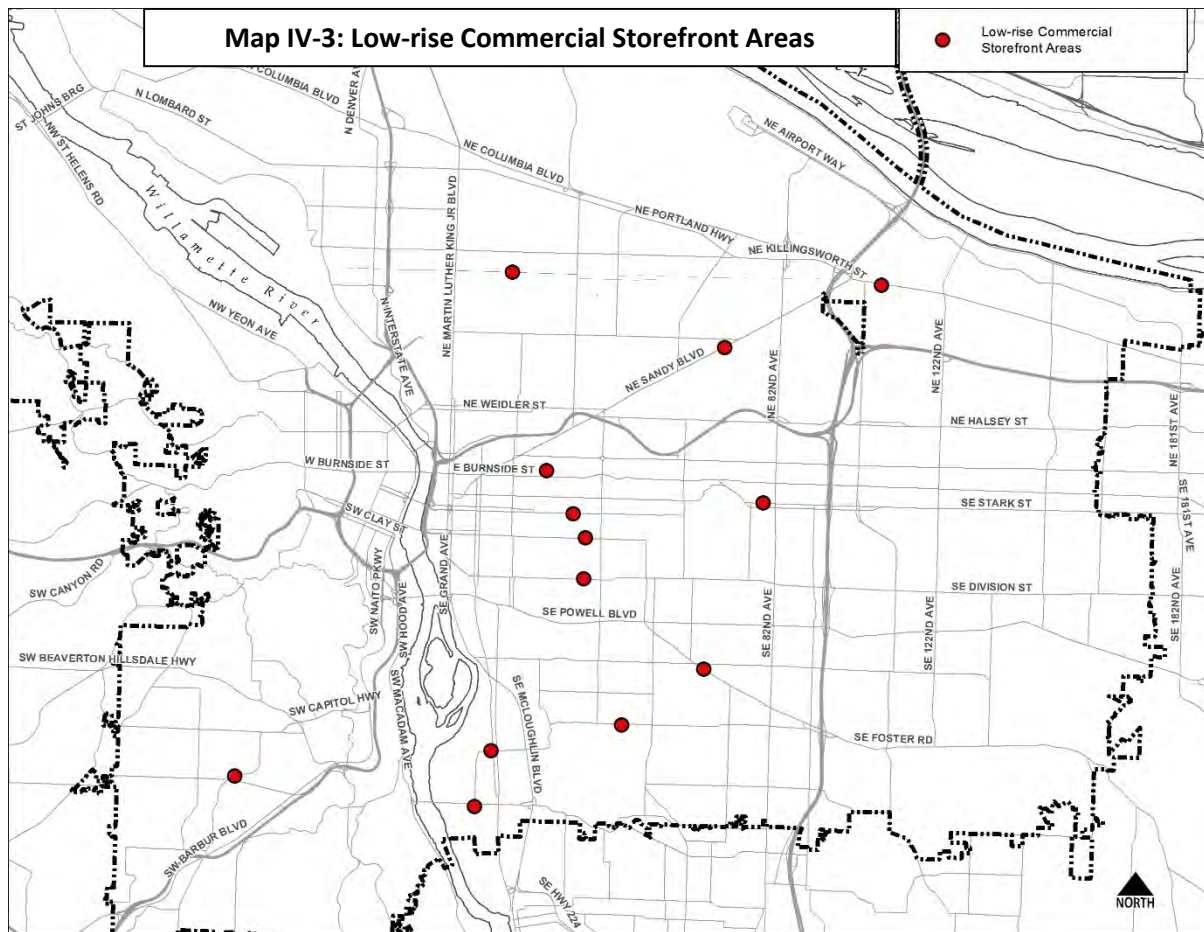 Map IV-3: Low-rise Commercial Storefront Areas
Low-rise Commercial
Storefront Areas
COLUMBIA BLVD
N LOMBARD ST
N DENVER AV
ST JOHNS BRG
NW ST HELENS RD
NE COLUMBIA BLVD
NE AIRPORT WAY
Willamette River
NE MARTIN LUTHER KING JR BLVD
NE PORTLAND HWY
NE KILLINGSWORTH ST
NW YEON AVE
N INTERSTATE AVE
NE SANDY BLVD
NE 82ND AVE
NE 122ND AVE
NE WEIDLER ST
NE HALSEY ST
NE 181ST AVE
W BURNSIDE ST
E BURNSIDE ST
SE STARK ST
SE 181ST AVE
SW CLAY ST
SW CANYON RD
SW NAITO PKWY
SW HOOD AVE
SE GRAND AVE
SE DIVISION ST
SE POWELL BLVD
SE 82ND AVE
SE 122ND AVE
SE 182ND AVE
SW BEAVERTON HILLSDALE HWY
SW CAPITOL HWY
SW MACADAM AVE
SE MCLOUGHLIN BLVD
SE FOSTER RD
SW BARBUR BLVD
SE HWY 224
NORTH